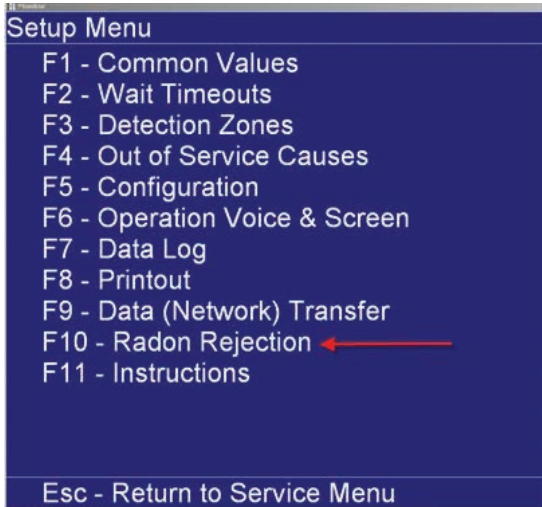 Setup Menu
F1 - Common Values
F2 - Wait Timeouts
F3 - Detection Zones
F4 - Out of Service Causes
F5 - Configuration
F6 - Operation Voice & Screen
F7 - Data Log
F8 - Printout
F9 - Data (Network) Transfer
F10 - Radon Rejection
F11 - Instructions
Esc - Return to Service Menu